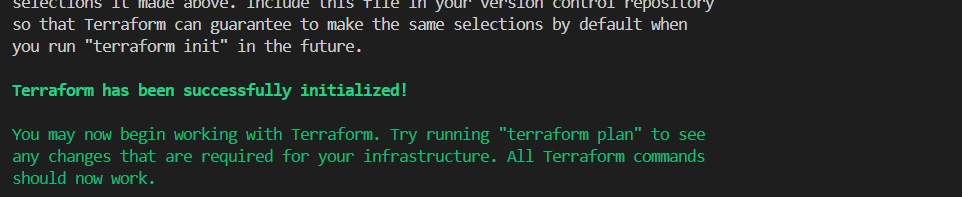 selections it made above. Include this file in your version control repository
so that Terraform can guarantee to make the same selections by default when
you run "terraform init" in the future.
Terraform has been successfully initialized!
You may now begin working with Terraform. Try running "terraform plan" to see
any changes that are required for your infrastructure. All Terraform commands
should now work.